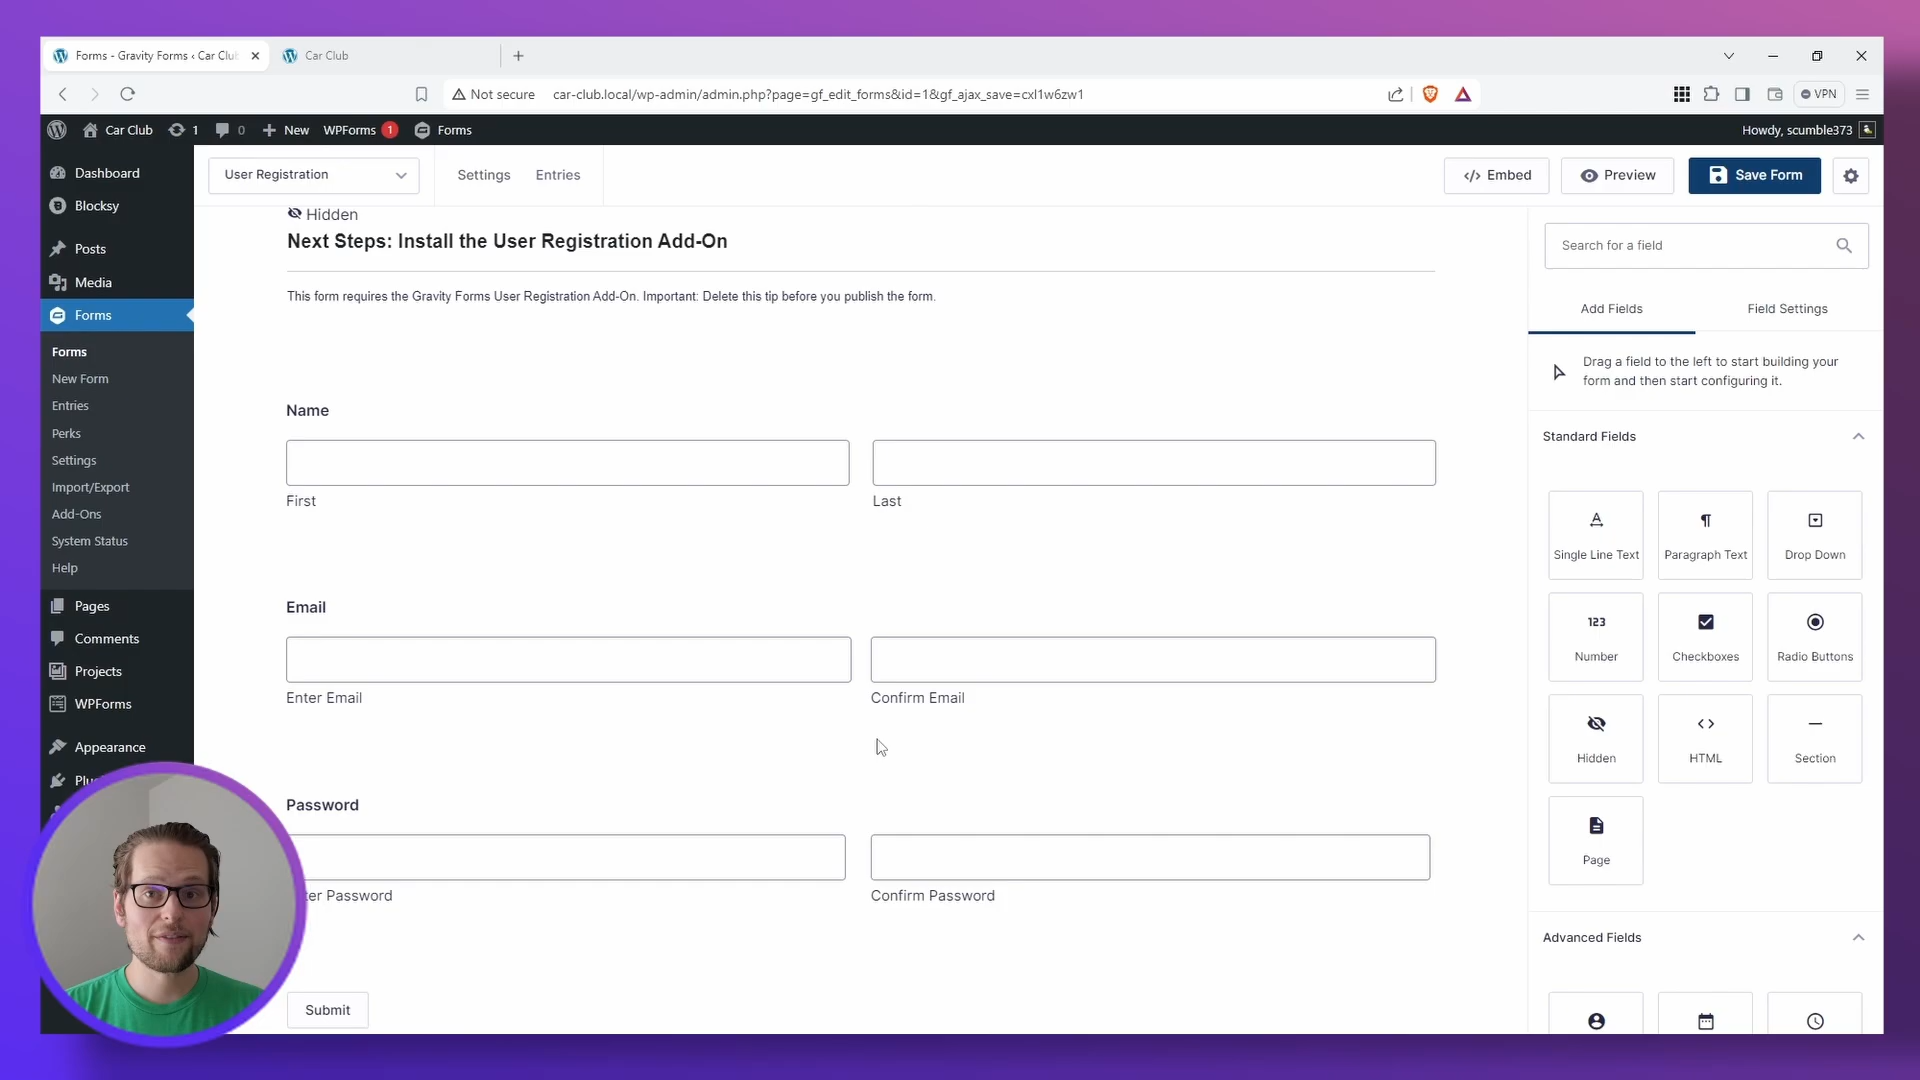 Forms - Gravity Forms ‹ Car Club
Car Club
Not secure car-club.local/wp-admin/admin.php?page=gf_edit_forms&id=1&gf_ajax_save=cxl1w6zw1
VPN
Car Club 1 0 New WPForms 1 Forms
Howdy, scumble373
Dashboard
Blocksy
Posts
Media
Forms
Forms
New Form
Entries
Perks
Settings
Import/Export
Add-Ons
System Status
Help
Pages
Comments
Projects
WPForms
Appearance
User Registration
Settings
Entries
Embed
Preview
Save Form
Hidden
Next Steps: Install the User Registration Add-On
This form requires the Gravity Forms User Registration Add-On. Important: Delete this tip before you publish the form.
Name
First
Last
Email
Enter Email
Confirm Email
Password
Password
Confirm Password
Submit
Search for a field
Add Fields
Field Settings
Drag a field to the left to start building your
form and then start configuring it.
Standard Fields
Single Line Text
Paragraph Text
Drop Down
123
Number
Checkboxes
Radio Buttons
Hidden
HTML
Section
Page
Advanced Fields